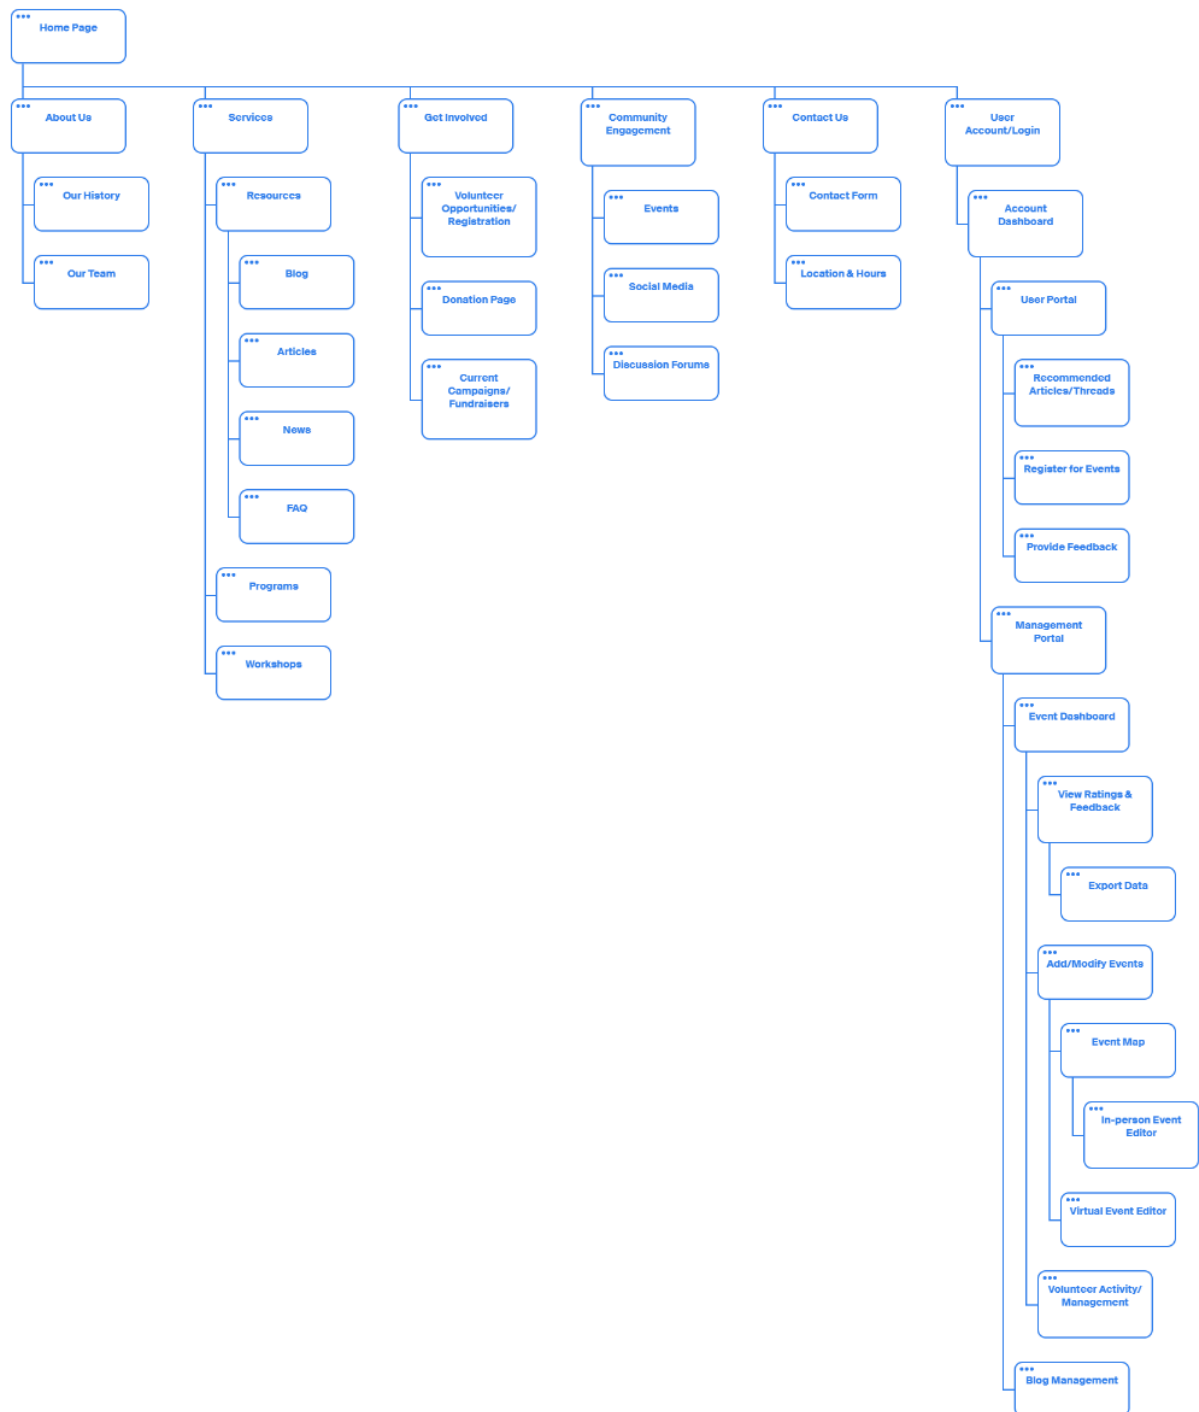 Home Page
About Us
Our History
Our Team
Services
Resources
Blog
Articles
News
FAQ
Programs
Workshops
Get Involved
Volunteer
Opportunities/
Registration
Donation Page
Current
Campaigns/
Fundraisers
Community
Engagement
Events
Social Media
Discussion Forums
Contact Us
Contact Form
Location & Hours
User
Account/Login
Account
Dashboard
User Portal
Recommended
Articles/Threads
Register for Events
Provide Feedback
Management
Portal
Event Dashboard
View Ratings &
Feedback
Export Data
Add/Modify Events
Event Map
In-person Event
Editor
Virtual Event Editor
Volunteer Activity/
Management
Blog Management